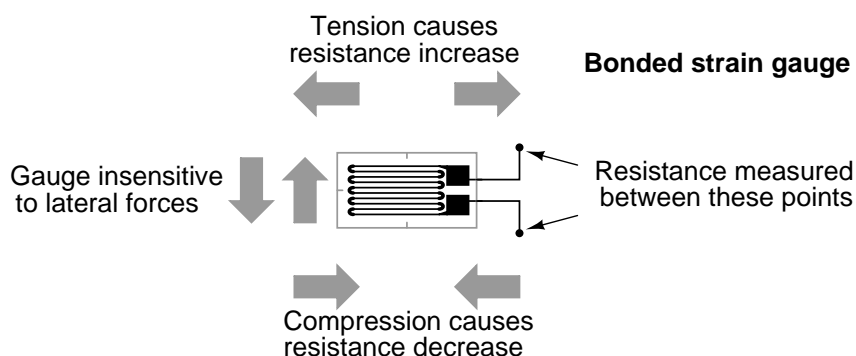 Tension causes
resistance increase
Bonded strain gauge
Gauge insensitive
to lateral forces
Resistance measured
between these points
Compression causes
resistance decrease